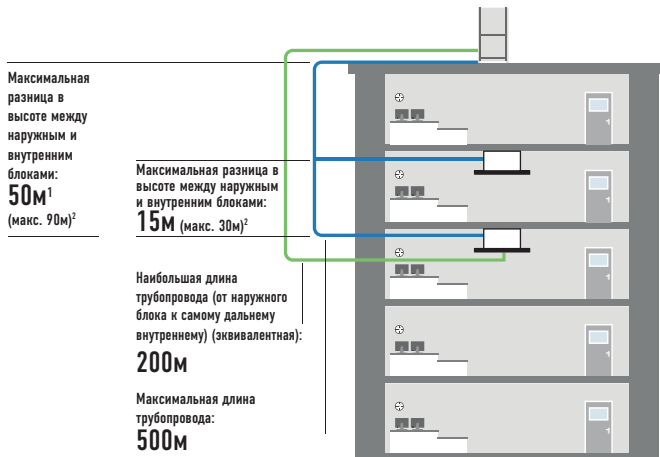 Максимальная
разница в
высоте между
наружным и
внутренним
блоками:
50м¹
(макс. 90м)²
Максимальная разница в
высоте между наружным
и внутренним блоками:
15м (макс. 30м)²
Наибольшая длина
трубопровода (от наружного
блока к самому дальнему
внутреннему) (эквивалентная):
200м
Максимальная длина
трубопровода:
500м